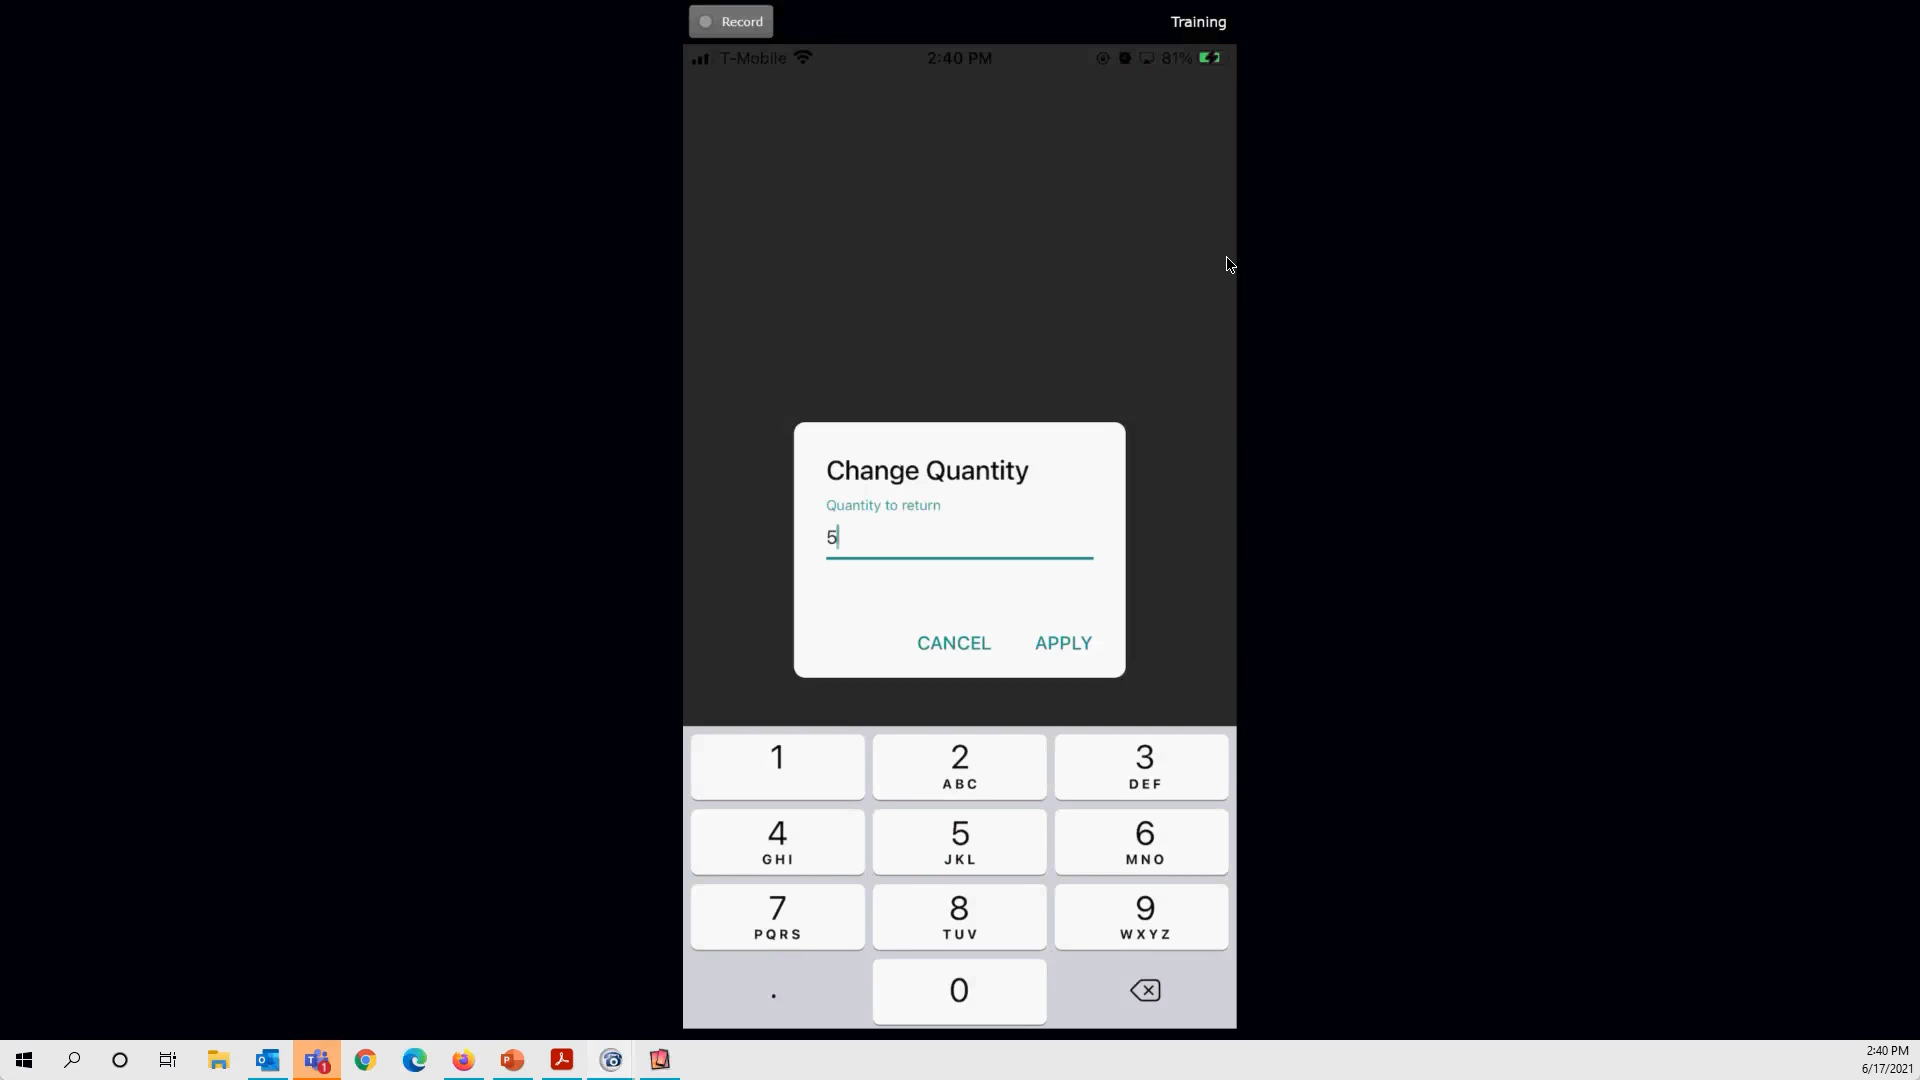 Record
Training
T-Mobile
2:40 PM
81%
Change Quantity
Quantity to return
5
CANCEL
APPLY
1
2
ABC
3
DEF
4
GHI
5
JKL
6
MNO
7
PQRS
8
TUV
9
WXYZ
.
0
1
2:40 PM
6/17/2021